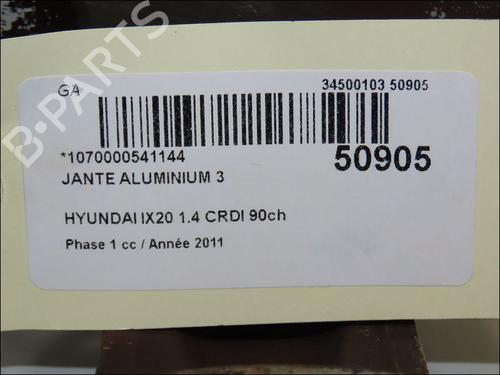 GA
34500103 50905
*1070000541144
50905
JANTE ALUMINIUM 3
HYUNDAI IX20 1.4 CRDI 90ch
Phase 1 cc / Année 2011
B-PARTS